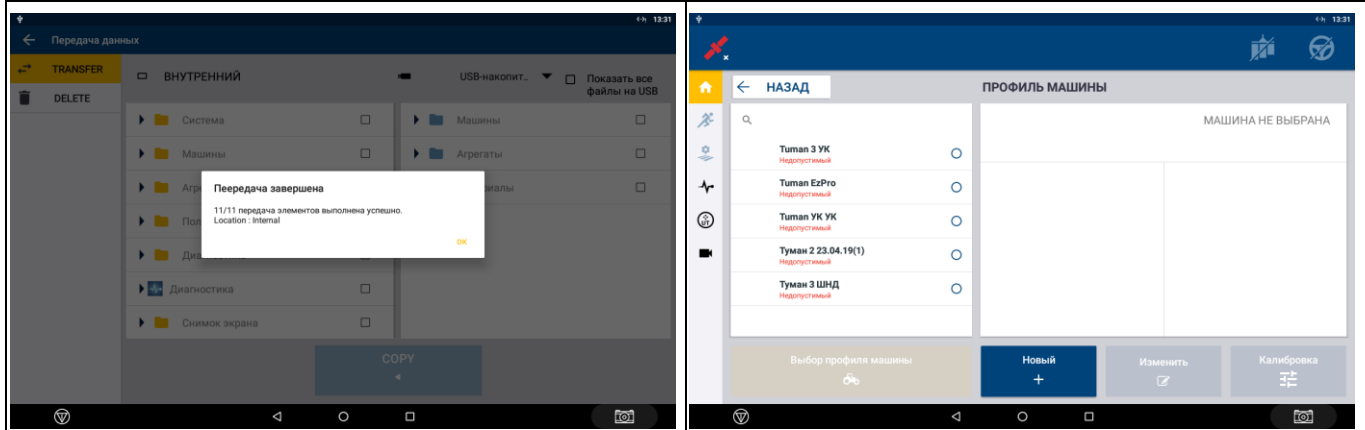 13:31
Передача данных
TRANSFER
DELETE
ВНУТРЕННИЙ
USB-накопит..
Показать все
файлы на USB
Система
Машины
Машины
Агрегаты
Пеередача завершена
11/11 передача элементов выполнена успешно.
Location : Internal
OK
Диагностика
Снимок экрана
COPY
13:31
НАЗАД
ПРОФИЛЬ МАШИНЫ
МАШИНА НЕ ВЫБРАНА
Tuman 3 УК
Недопустимый
Tuman EzPro
Недопустимый
Tuman УК УК
Недопустимый
Туман 2 23.04.19(1)
Недопустимый
Туман 3 ШНД
Недопустимый
UT
Выбор профиля машины
Новый
Изменить
Калибровка